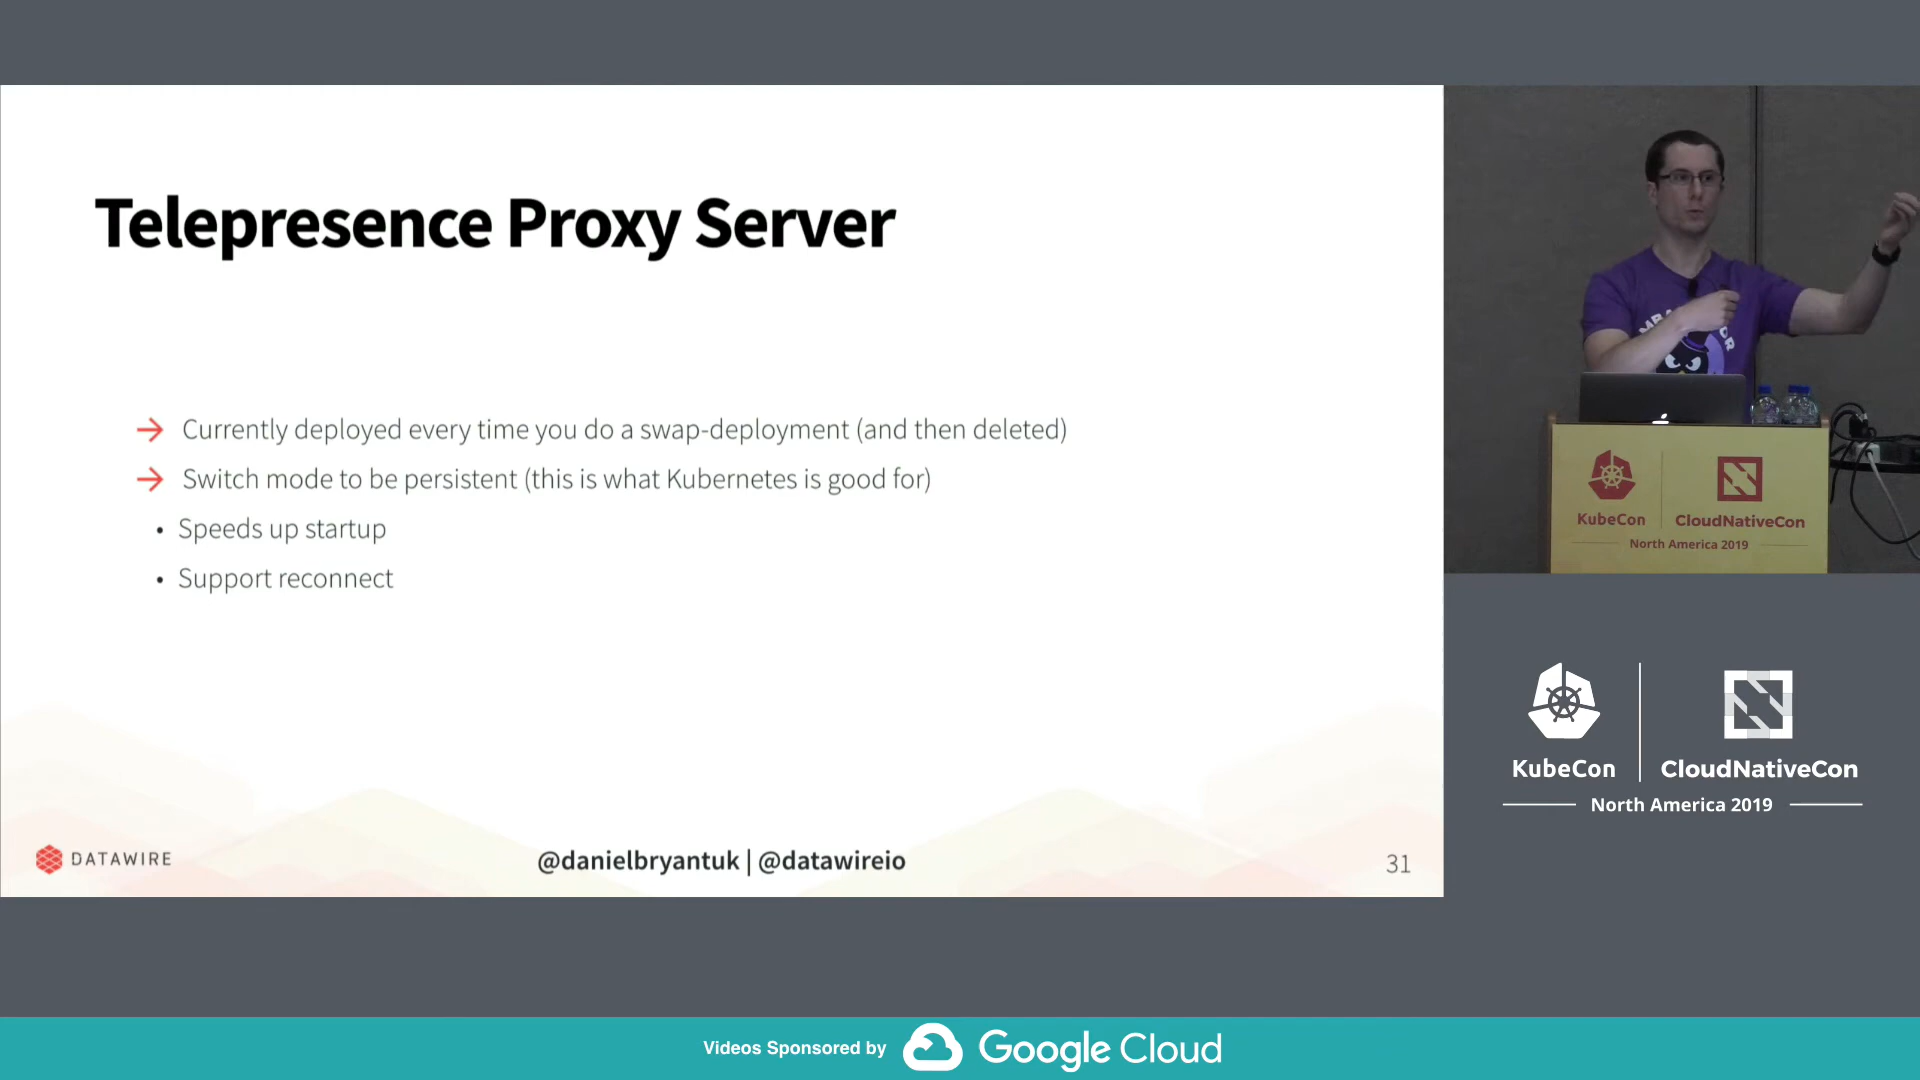 Telepresence Proxy Server
→ Currently deployed every time you do a swap-deployment (and then deleted)
→ Switch mode to be persistent (this is what Kubernetes is good for)
• Speeds up startup
• Support reconnect
DATAWIRE
@danielbryantuk | @datawireio
31
KubeCon
CloudNativeCon
North America 2019
KubeCon
CloudNativeCon
North America 2019
Videos Sponsored by
Google Cloud